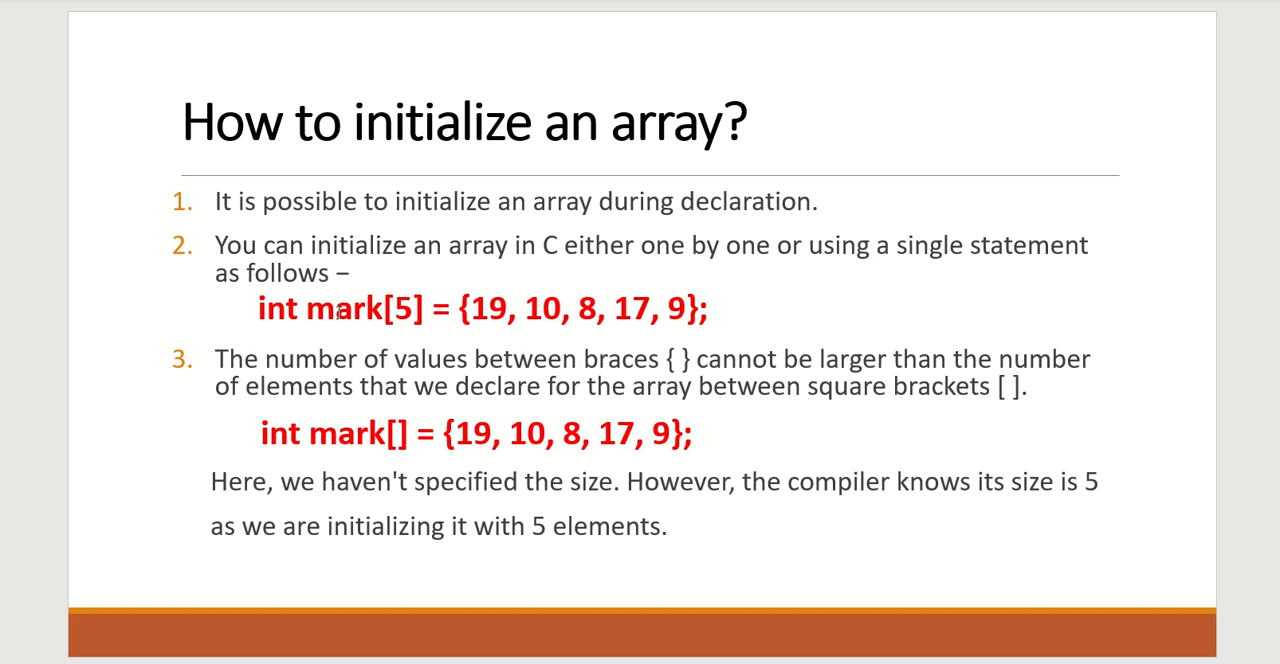 How to initialize an array?
1. It is possible to initialize an array during declaration.
2. You can initialize an array in C either one by one or using a single statement
as follows −
int mark[5] = {19, 10, 8, 17, 9};
3. The number of values between braces { } cannot be larger than the number
of elements that we declare for the array between square brackets [ ].
int mark[] = {19, 10, 8, 17, 9};
Here, we haven't specified the size. However, the compiler knows its size is 5
as we are initializing it with 5 elements.